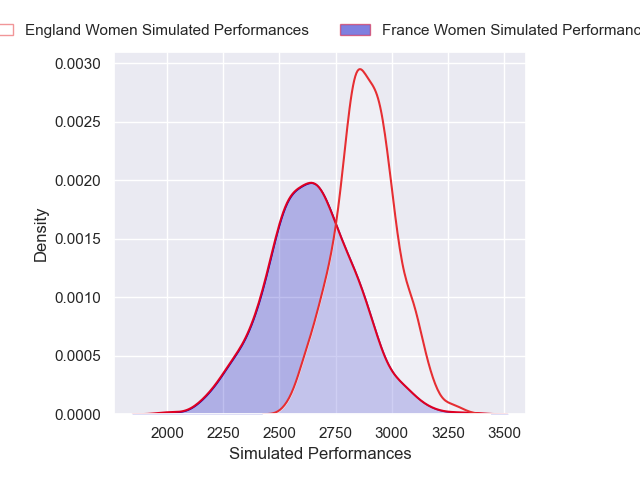 England Women Simulated Performances
France Women Simulated Performanc
0.0030
0.0025
0.0020
0.0015
0.0010
0.0005
0.0000
Density
2000 2250 2500 2750 3000 3250 3500
Simulated Performances